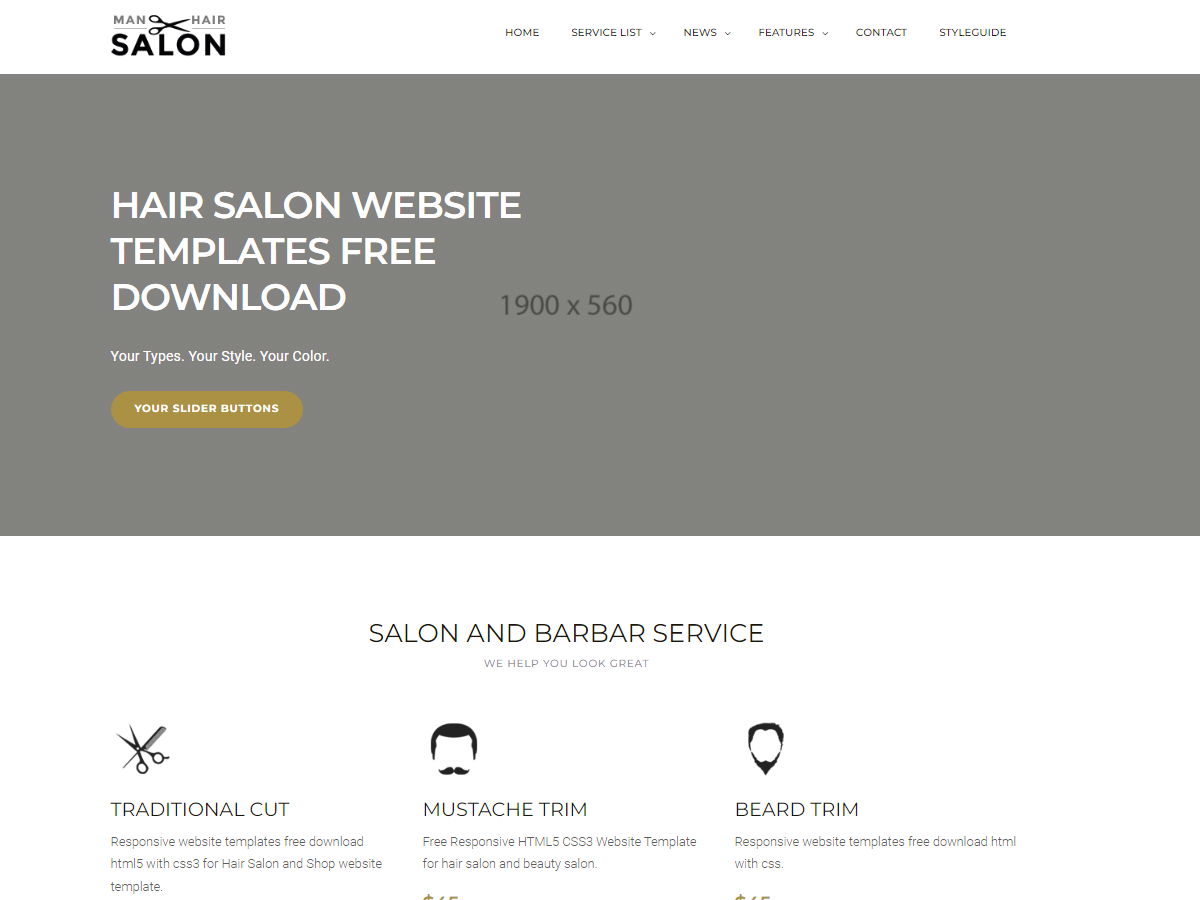 MAN HAIR
SALON
HOME
SERVICE LIST
NEWS
FEATURES
CONTACT
STYLEGUIDE
HAIR SALON WEBSITE
TEMPLATES FREE
DOWNLOAD
1900 x 560
Your Types. Your Style. Your Color.
YOUR SLIDER BUTTONS
SALON AND BARBAR SERVICE
WE HELP YOU LOOK GREAT
TRADITIONAL CUT
Responsive website templates free download
html5 with css3 for Hair Salon and Shop website
template.
MUSTACHE TRIM
Free Responsive HTML5 CSS3 Website Template
for hair salon and beauty salon.
BEARD TRIM
Responsive website templates free download html
with css.